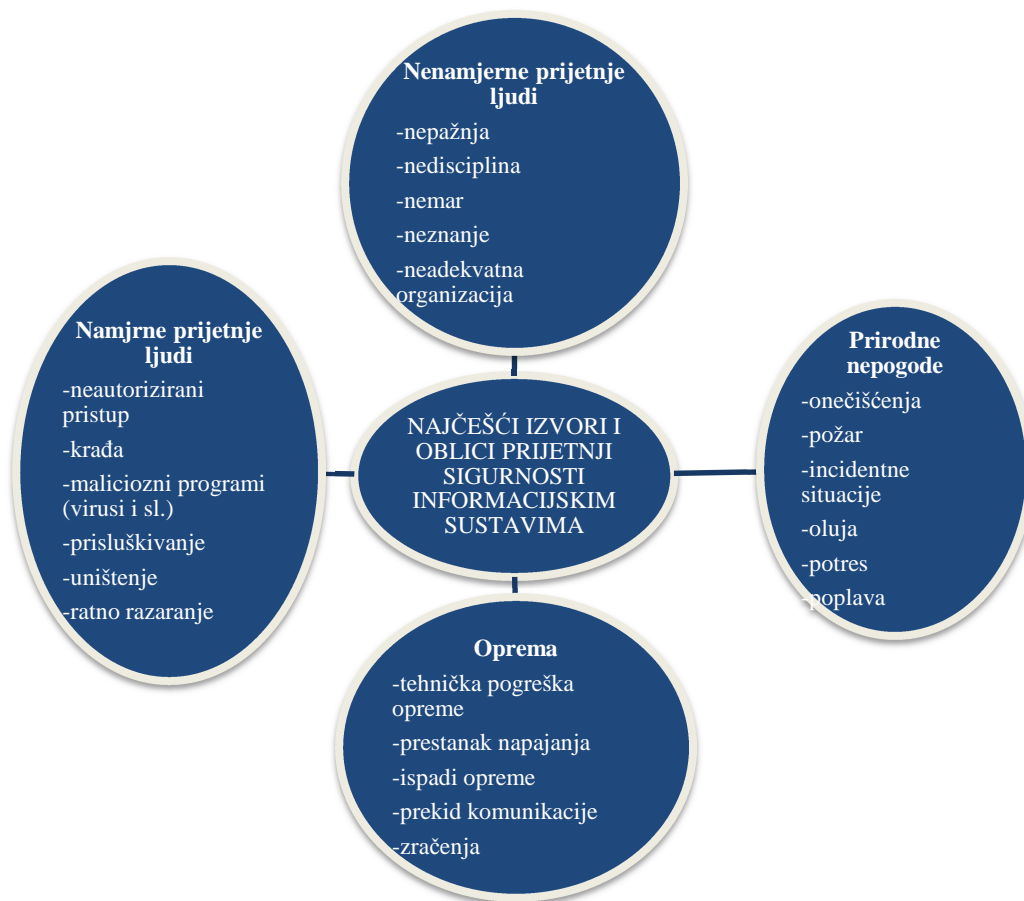 Nenamjerne prijetnje
ljudi
-nepažnja
-nedisciplina
-nemar
-neznanje
-neadekvatna
organizacija
Namjrne prijetnje
ljudi
-neautorizirani
pristup
-krađa
-maliciozni programi
(virusi i sl.)
-prisluškivanje
-uništenje
-ratno razaranje
NAJČEŠĆI IZVORI I
OBLICI PRIJETNJI
SIGURNOSTI
INFORMACIJSKIM
SUSTAVIMA
Prirodne
nepogode
-onečišćenja
-požar
-incidentne
situacije
-oluja
-potres
-poplava
Oprema
-tehnička pogreška
opreme
-prestanak napajanja
-ispadi opreme
-prekid komunikacije
-zračenja